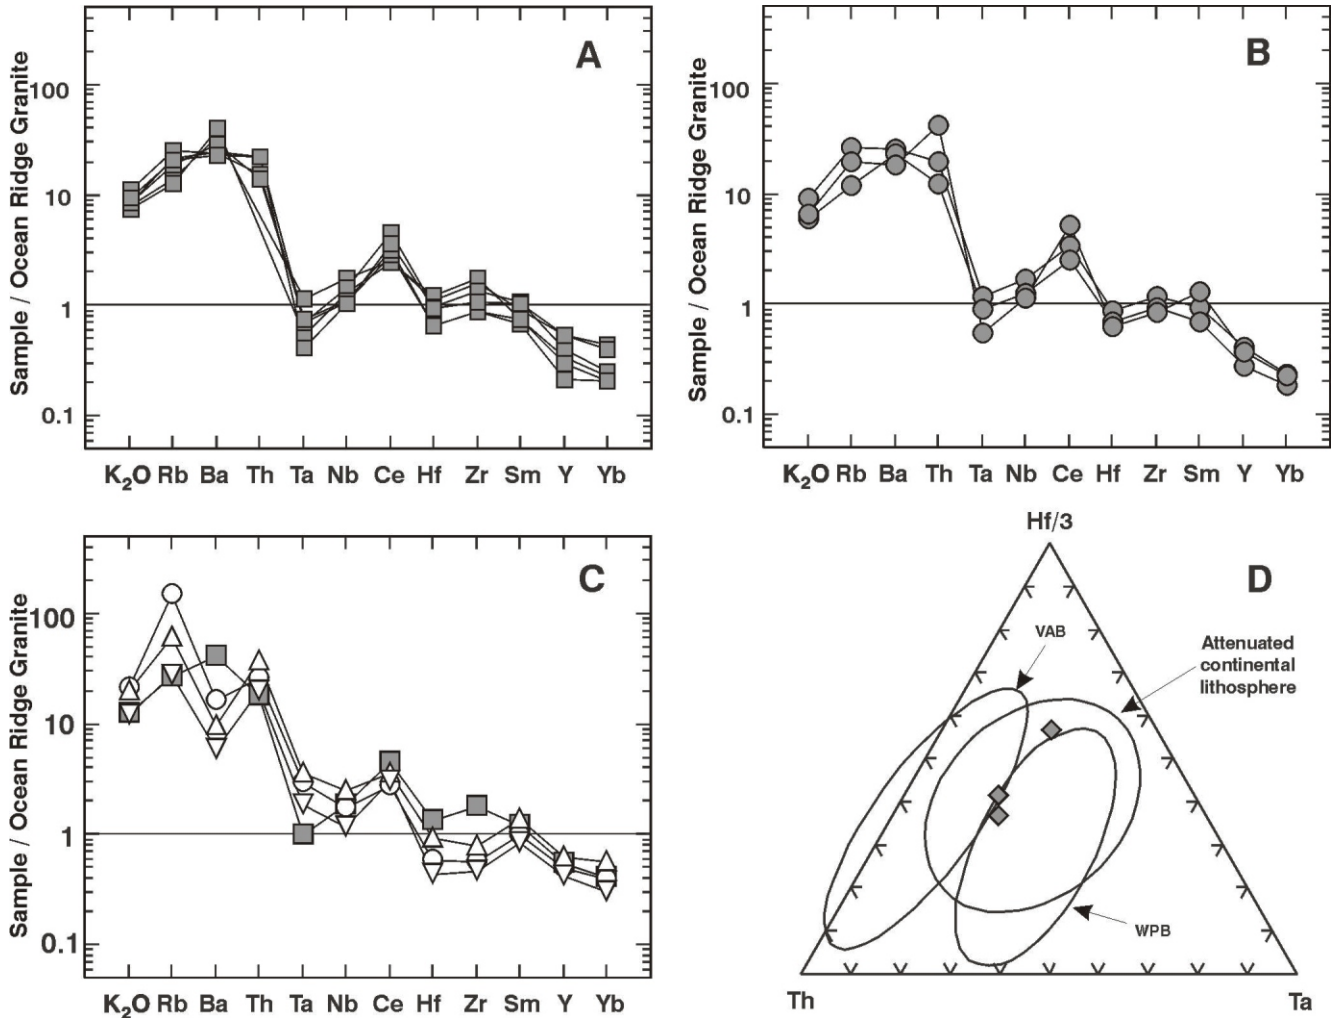 A
Sample / Ocean Ridge Granite
100
10
1
0.1
K₂O Rb Ba Th Ta Nb Ce Hf Zr Sm Y Yb
B
Sample / Ocean Ridge Granite
100
10
1
0.1
K₂O Rb Ba Th Ta Nb Ce Hf Zr Sm Y Yb
C
Sample / Ocean Ridge Granite
100
10
1
0.1
K₂O Rb Ba Th Ta Nb Ce Hf Zr Sm Y Yb
Hf/3
D
VAB
Attenuated
continental
lithosphere
WPB
Th Ta